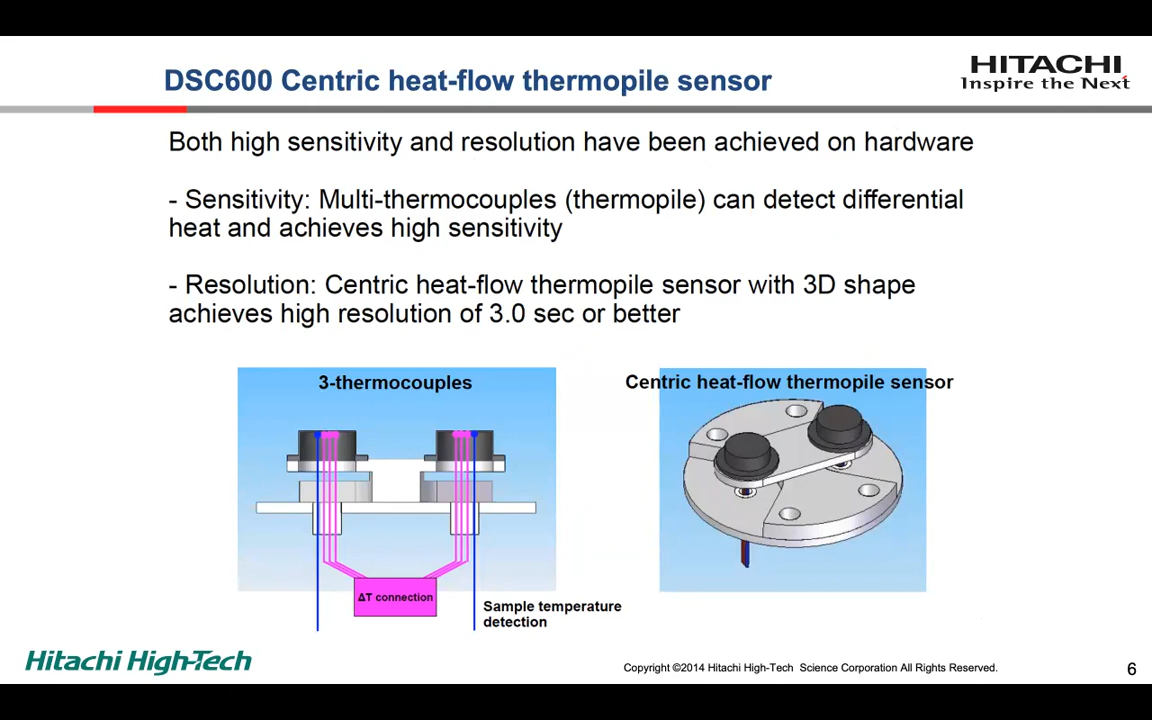 DSC600 Centric heat-flow thermopile sensor
HITACHI
Inspire the Next
Both high sensitivity and resolution have been achieved on hardware
- Sensitivity: Multi-thermocouples (thermopile) can detect differential
heat and achieves high sensitivity
- Resolution: Centric heat-flow thermopile sensor with 3D shape
achieves high resolution of 3.0 sec or better
3-thermocouples
Centric heat-flow thermopile sensor
ΔT connection
Sample temperature
detection
Hitachi High-Tech
Copyright ©2014 Hitachi High-Tech Science Corporation All Rights Reserved.
6